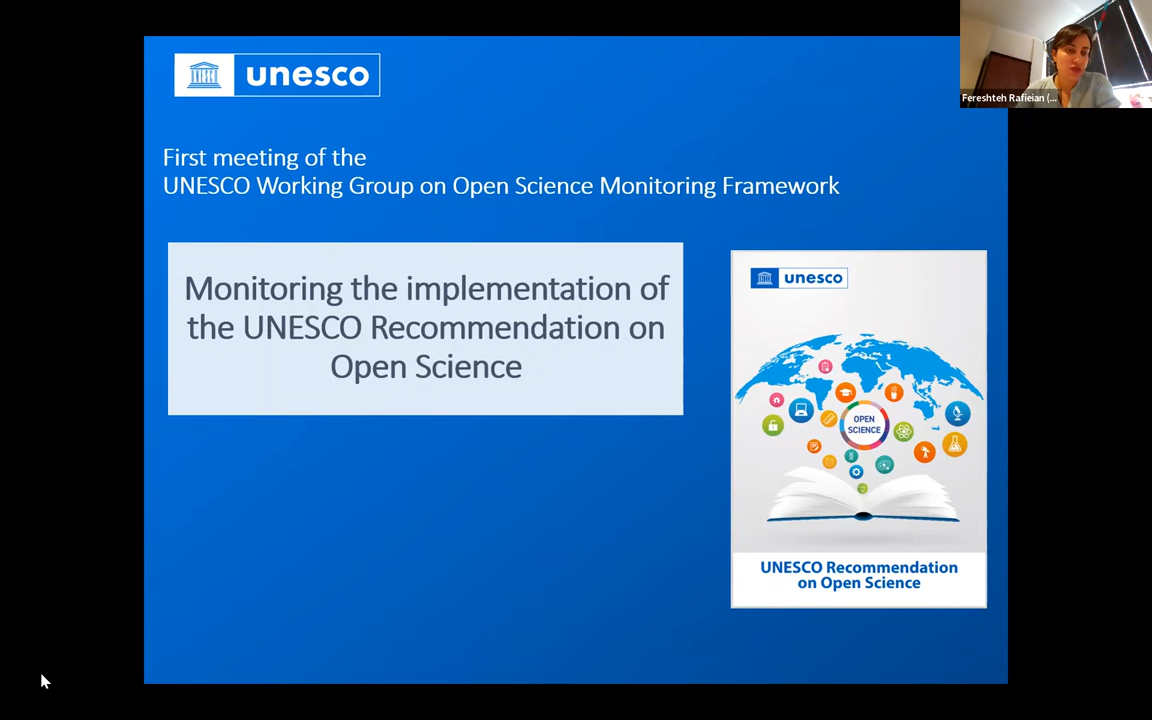 unesco
First meeting of the
UNESCO Working Group on Open Science Monitoring Framework
Monitoring the implementation of
the UNESCO Recommendation on
Open Science
unesco
OPEN
SCIENCE
UNESCO Recommendation
on Open Science
Fereshteh Rafieian (...